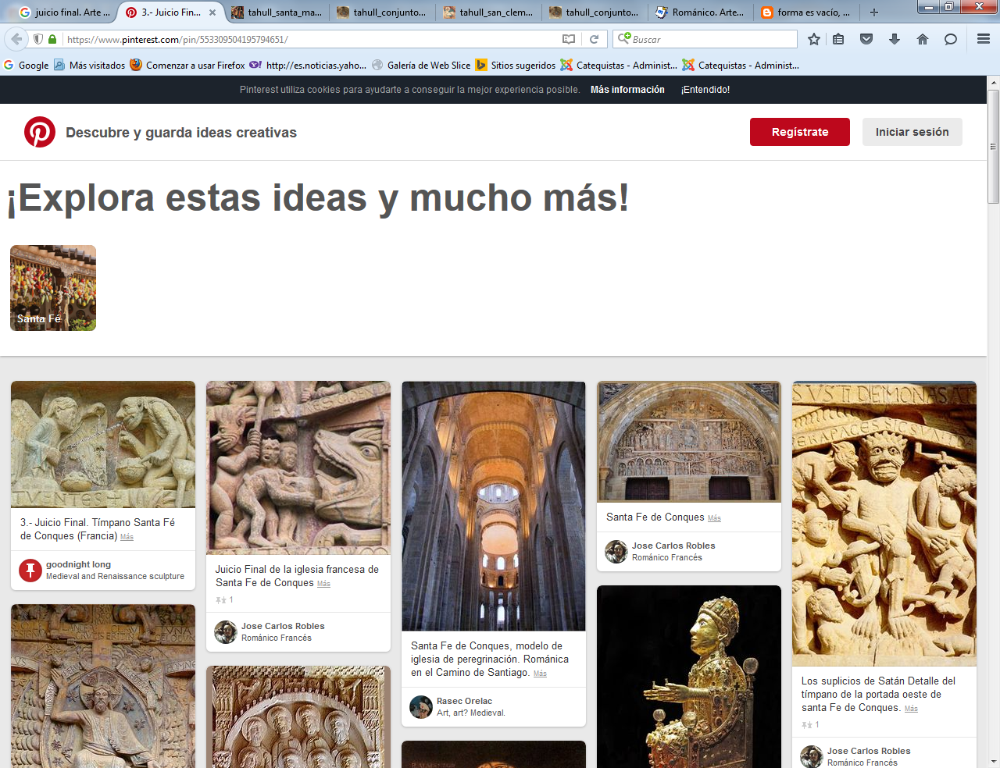 juicio final. Arte ...
3.- Juicio Fin...
tahull_santa_ma...
tahull_conjunto...
tahull_san_clem...
tahull_conjunto...
Románico. Arte...
forma es vacío, ...
https://www.pinterest.com/pin/553309504195794651/
Buscar
Google
Más visitados
Comenzar a usar Firefox
http://es.noticias.yaho...
Galería de Web Slice
Sitios sugeridos
Catequistas - Administ...
Catequistas - Administ...
Pinterest utiliza cookies para ayudarte a conseguir la mejor experiencia posible. Más información ¡Entendido!
Descubre y guarda ideas creativas
Regístrate
Iniciar sesión
¡Explora estas ideas y mucho más!
Santa Fé
TVENTES
3.- Juicio Final. Tímpano Santa Fé
de Conques (Francia) Más
goodnight long
Medieval and Renaissance sculpture
Juicio Final de la iglesia francesa de
Santa Fe de Conques Más
1
Jose Carlos Robles
Románico Francés
Santa Fe de Conques, modelo de
iglesia de peregrinación. Románica
en el Camino de Santiago. Más
Rasec Orelac
Art, art? Medieval.
Santa Fe de Conques Más
Jose Carlos Robles
Románico Francés
Los suplicios de Satán Detalle del
tímpano de la portada oeste de
santa Fe de Conques. Más
1
Jose Carlos Robles
Románico Francés